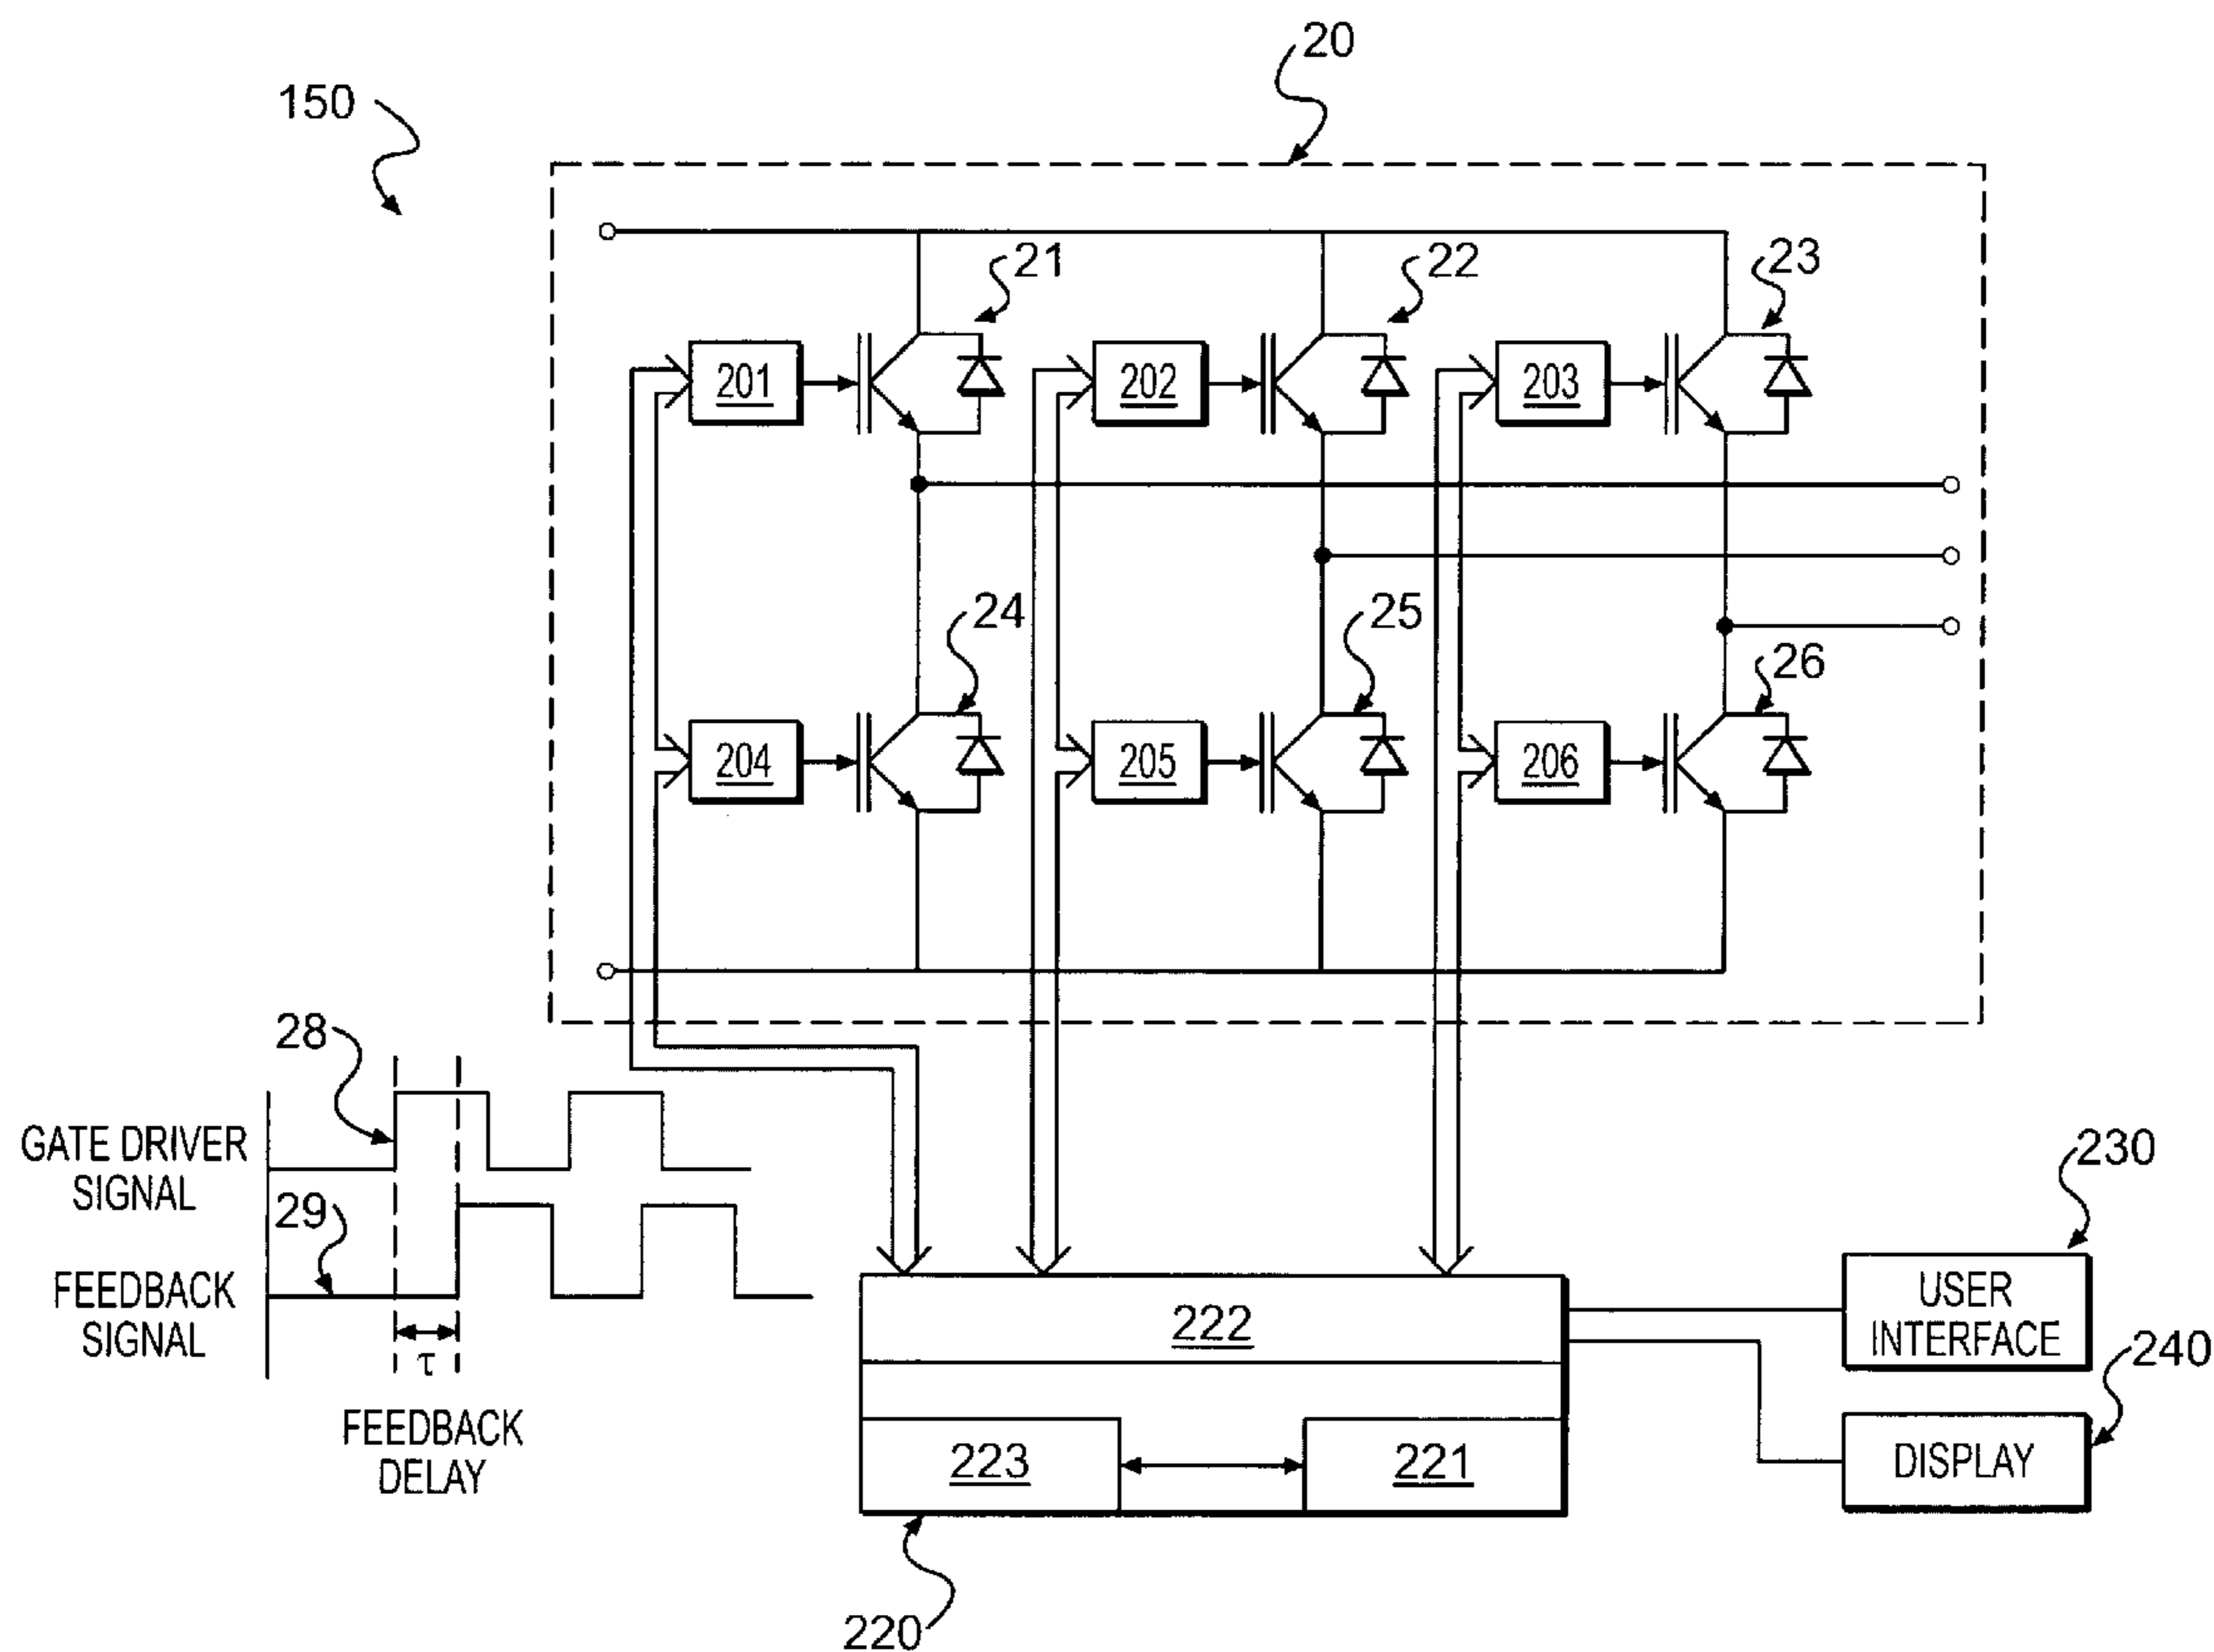 20
150
21
22
23
201
202
203
24
25
26
204
205
206
28
GATE DRIVER
SIGNAL
29
FEEDBACK
SIGNAL
τ
FEEDBACK
DELAY
230
USER
INTERFACE
222
240
223
221
DISPLAY
220